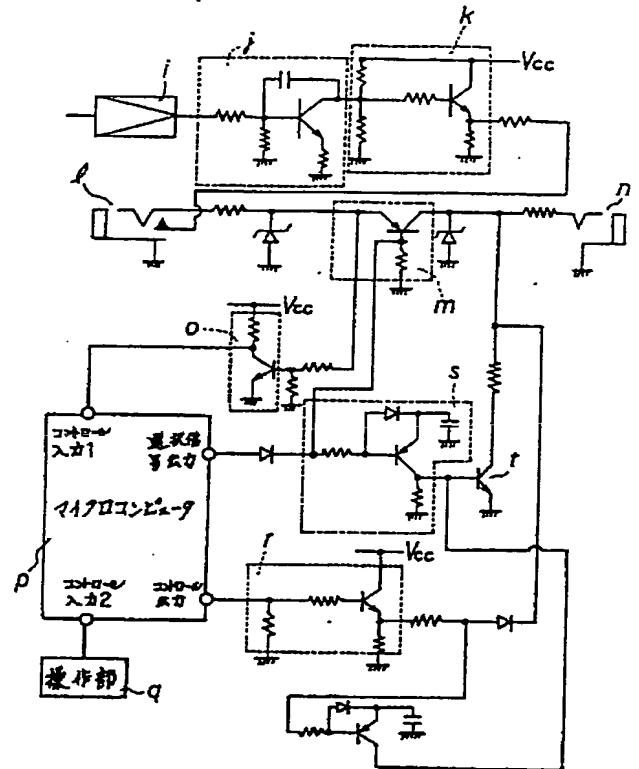 i
j
k
Vcc
l
n
m
o
Vcc
s
コントロール
入力1
選択信
号出力
t
マイクロコンピュータ
p
r
Vcc
コントロール
入力2
コントロール
出力
操作部
q